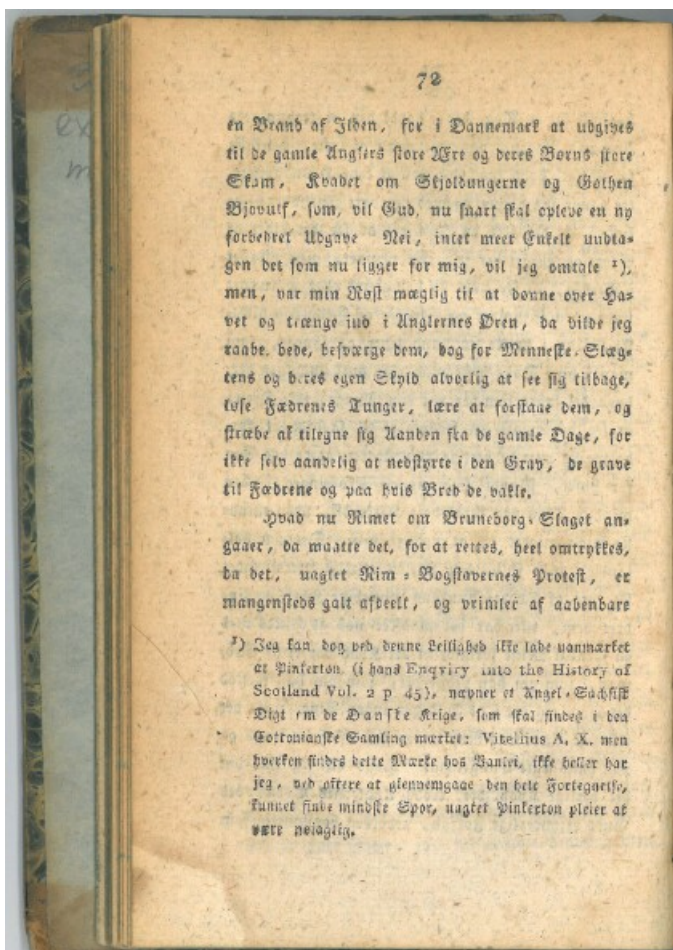 72
en Brand af Ilden, for i Dannemark at udgives
til de gamle Anglers store Ære og deres Børns store
Skam, Kvadet om Skjoldungerne og Gothen
Bjovulf, som, vil Gud, nu snart skal opleve en ny
forbedret Udgave Nei, intet meer Enkelt undta=
gen det som nu ligger for mig, vil jeg omtale ¹),
men, var min Røst mæglig til at dønne over Ha=
vet og trænge ind i Anglernes Øren, da vilde jeg
raabe, bede, besværge dem, dog for Menneske=Slæg=
tens og deres egen Skyld alvorlig at see sig tilbage,
løse Fædrenes Tunger, lære at forstaae dem, og
stræbe at tilegne sig Aanden fra de gamle Dage, for
ikke selv aandelig at nedstyrte i den Grav, de grave
til Fædrene og paa hvis Bred de vakle.
Hvad nu Rimet om Bruneborg=Slaget an=
gaaer, da maatte det, for at rettes, heel omtrykkes,
da det, uagtet Rim=Bogstavernes Protest, er
mangensteds galt afdeelt, og vrimler af aabenbare
¹) Jeg kan dog ved denne Leilighed ikke lade uanmærket
at Pinkerton (i hans Enqviry into the History of
Scotland Vol. 2 p 45), nævner et Angel=Sachsisk
Digt om de Danske Krige, som skal findes i den
Cottonianske Samling mærket: Vitellius A. X. men
hverken findes dette Mærke hos Vanlei, ikke heller har
jeg, ved oftere at giennemgaae den hele Fortegnelse,
kunnet finde mindste Spor, uagtet Pinkerton pleier at
være nøiagtig.